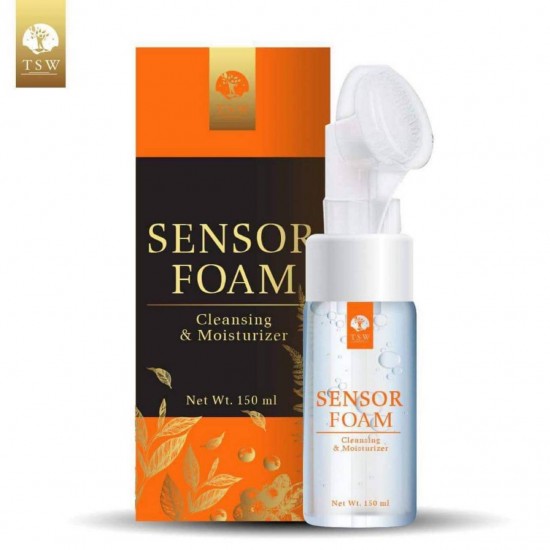 TSW
SENSOR
FOAM
Cleansing
& Moisturizer
Net Wt. 150 ml
TSW
SENSOR
FOAM
Cleansing
& Moisturizer
Net Wt. 150 ml